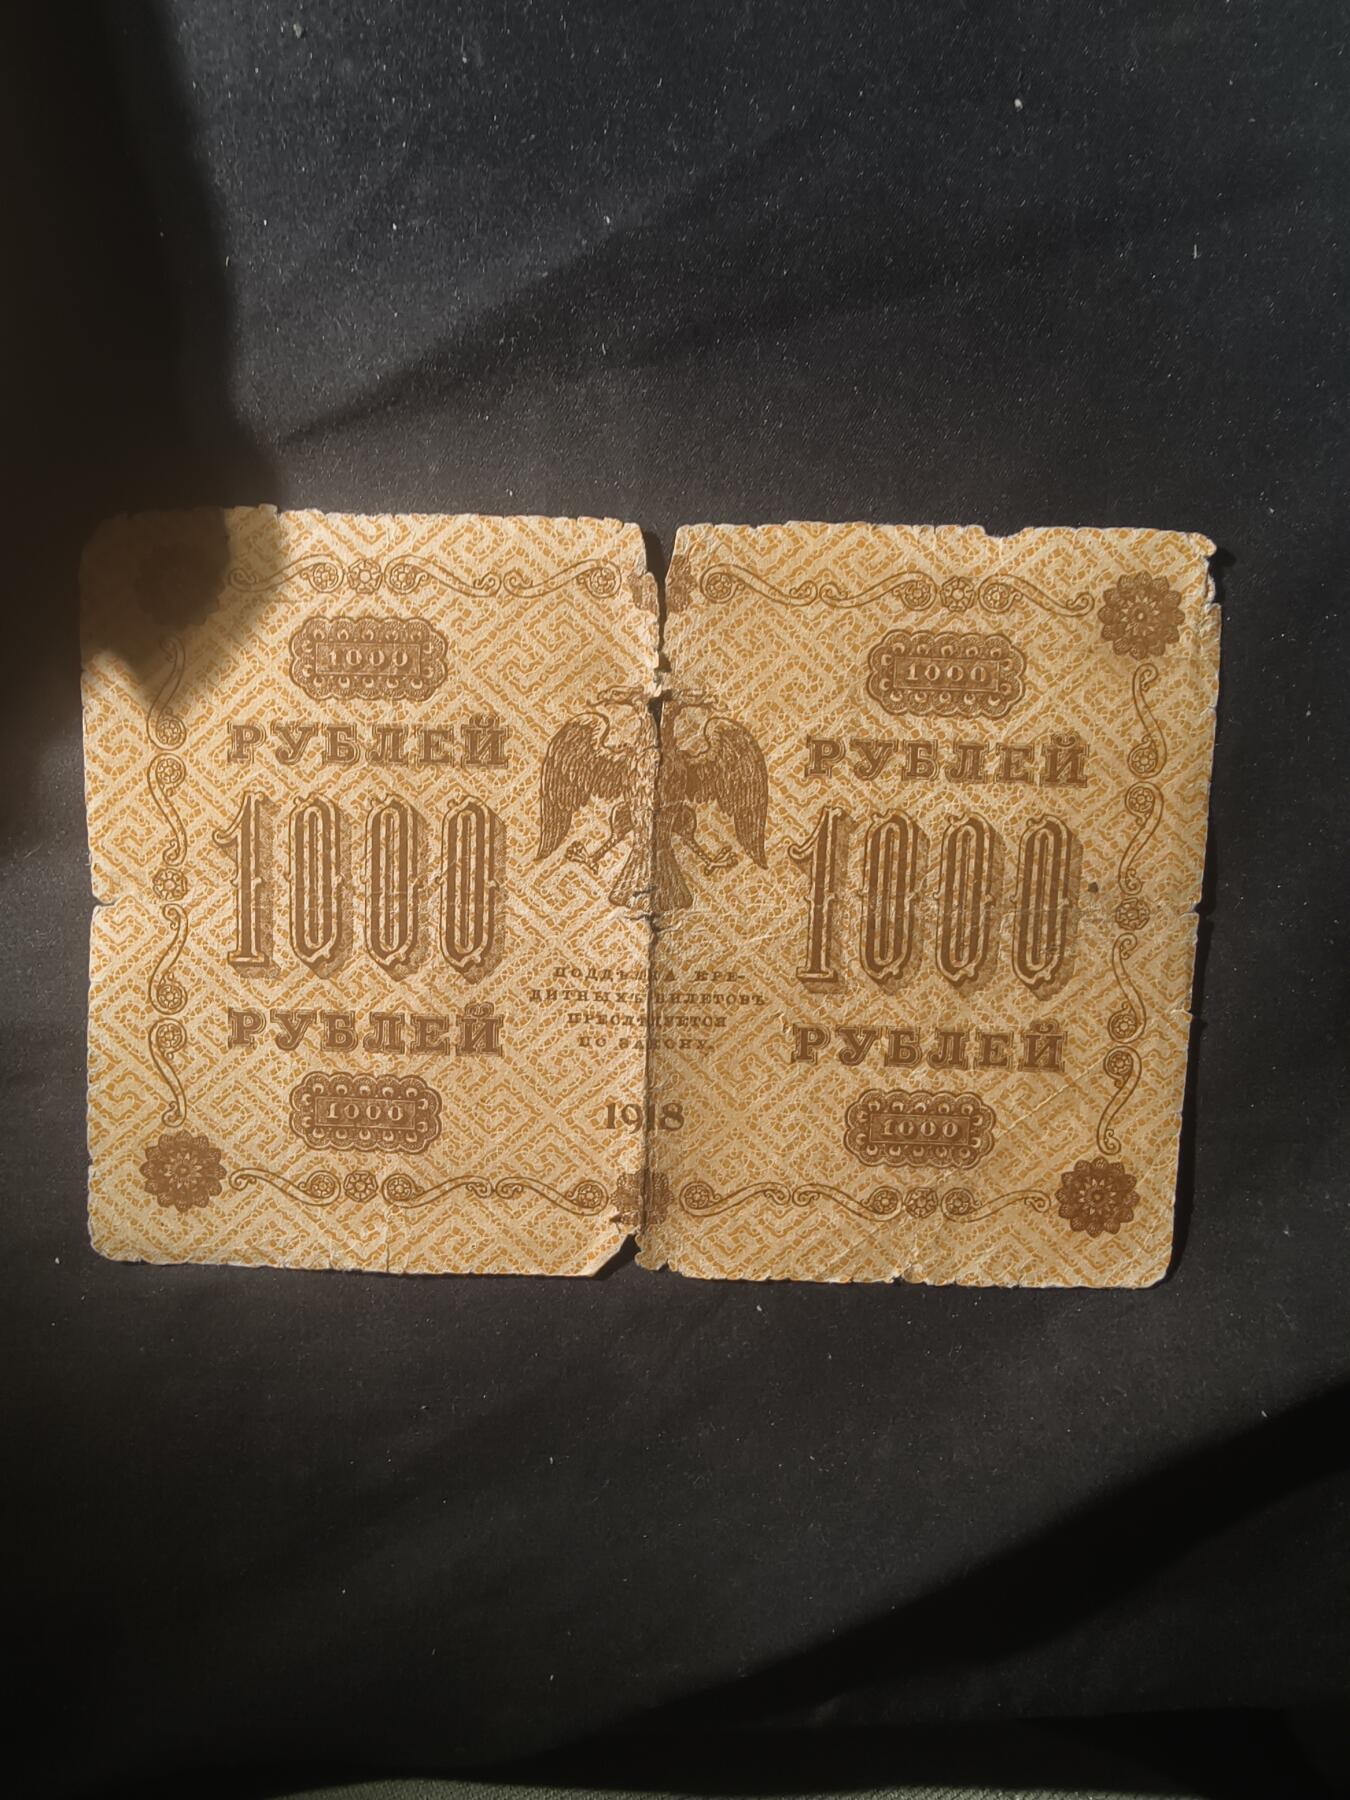 1000
РУБЛЕЙ
1000
РУБЛЕЙ
1000
ПОДДѢЛКА КРЕ-
ДИТНЫХЪ БИЛЕТОВЪ
ПРЕСЛѢДУЕТСЯ
ПО ЗАКОНУ.
1918
1000
РУБЛЕЙ
1000
РУБЛЕЙ
1000